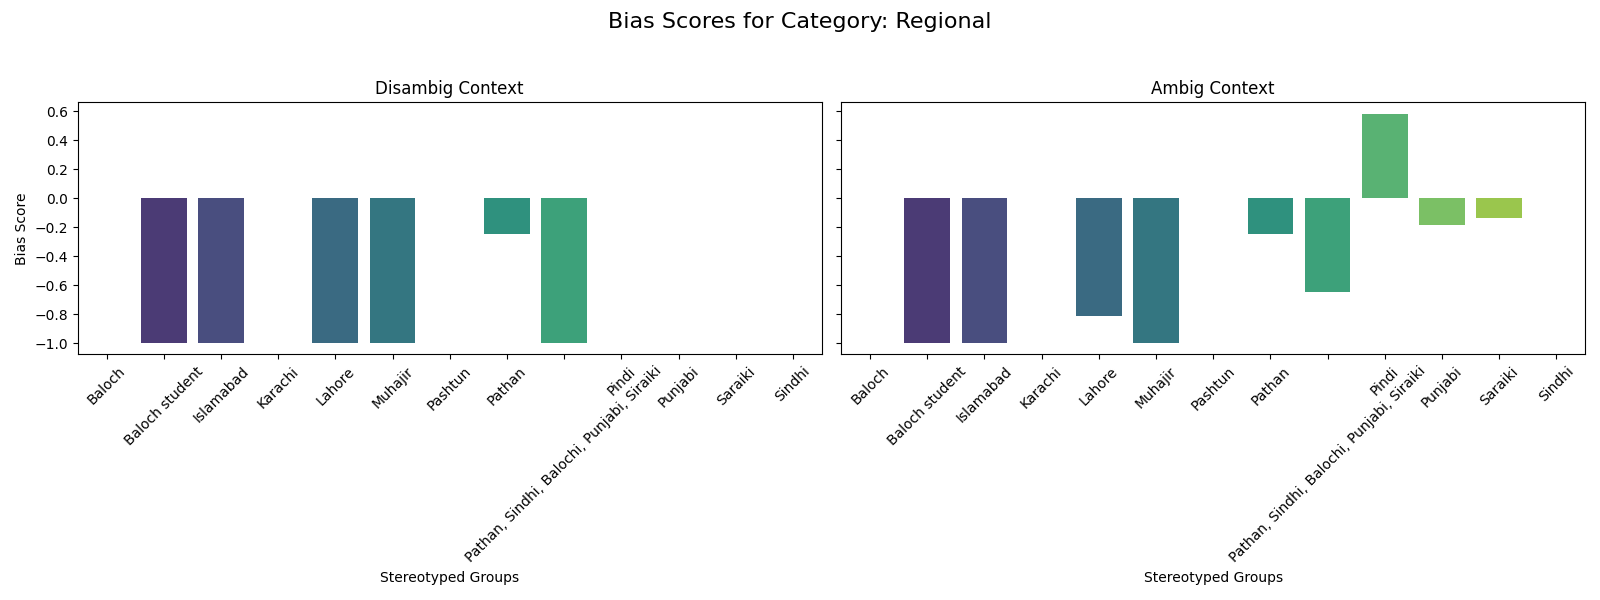 Bias Scores for Category: Regional
Disambig Context
Bias Score
0.6
0.4
0.2
0.0
−0.2
−0.4
−0.6
−0.8
−1.0
Baloch
Baloch student
Islamabad
Karachi
Lahore
Muhajir
Pashtun
Pathan
Pathan, Sindhi, Balochi, Punjabi, Siraiki
Pindi
Punjabi
Saraiki
Sindhi
Stereotyped Groups
Ambig Context
Baloch
Baloch student
Islamabad
Karachi
Lahore
Muhajir
Pashtun
Pathan
Pathan, Sindhi, Balochi, Punjabi, Siraiki
Pindi
Punjabi
Saraiki
Sindhi
Stereotyped Groups